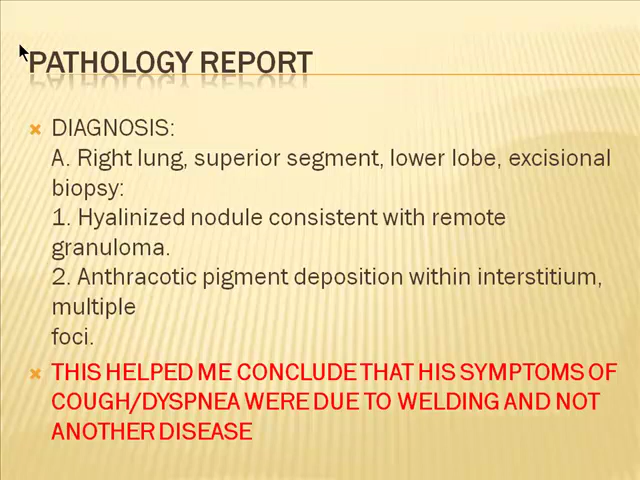 PATHOLOGY REPORT
DIAGNOSIS:
A. Right lung, superior segment, lower lobe, excisional
biopsy:
1. Hyalinized nodule consistent with remote
granuloma.
2. Anthracotic pigment deposition within interstitium,
multiple
foci.
THIS HELPED ME CONCLUDE THAT HIS SYMPTOMS OF
COUGH/DYSPNEA WERE DUE TO WELDING AND NOT
ANOTHER DISEASE